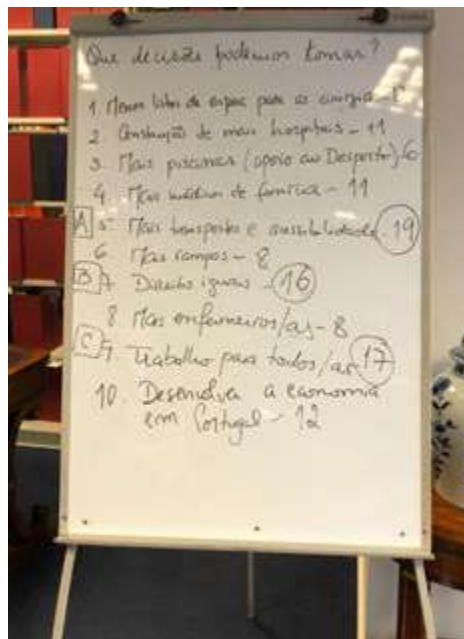 Que decisões podemos tomar?
1 Menos listas de espera para as cirurgias -
2 Construção de mais hospitais - 11
3. Mais piscinas (apoio ao Desporto) 6
4. Mais médicos de família - 11
A 5 Mais transportes e acessibilidade. 19
6 Mais rampas - 8
B 7 Direitos iguais - 16
8 Mais enfermeiros/as - 8
C 9. Trabalho para todos/as 17
10. Desenvolver a economia
em Portugal - 12